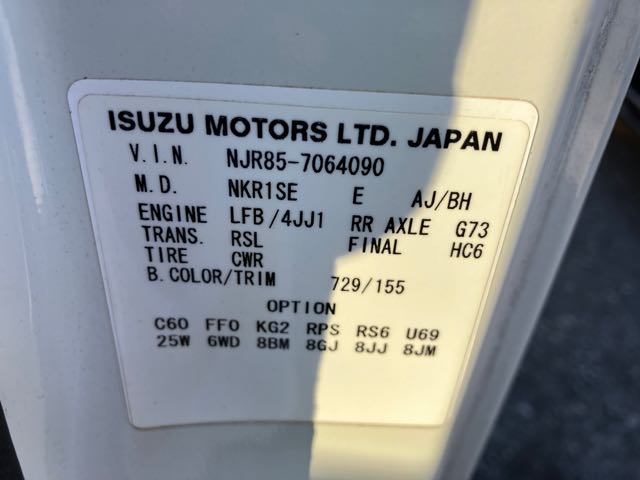 ISUZU MOTORS LTD. JAPAN
V.I.N. NJR85-7064090
M.D. NKR1SE E AJ/BH
ENGINE LFB/4JJ1 RR AXLE G73
TRANS. RSL FINAL HC6
TIRE CWR
B.COLOR/TRIM 729/155
OPTION
C60 FF0 KG2 RPS RS6 U69
25W 6WD 8BM 8GJ 8JJ 8JM